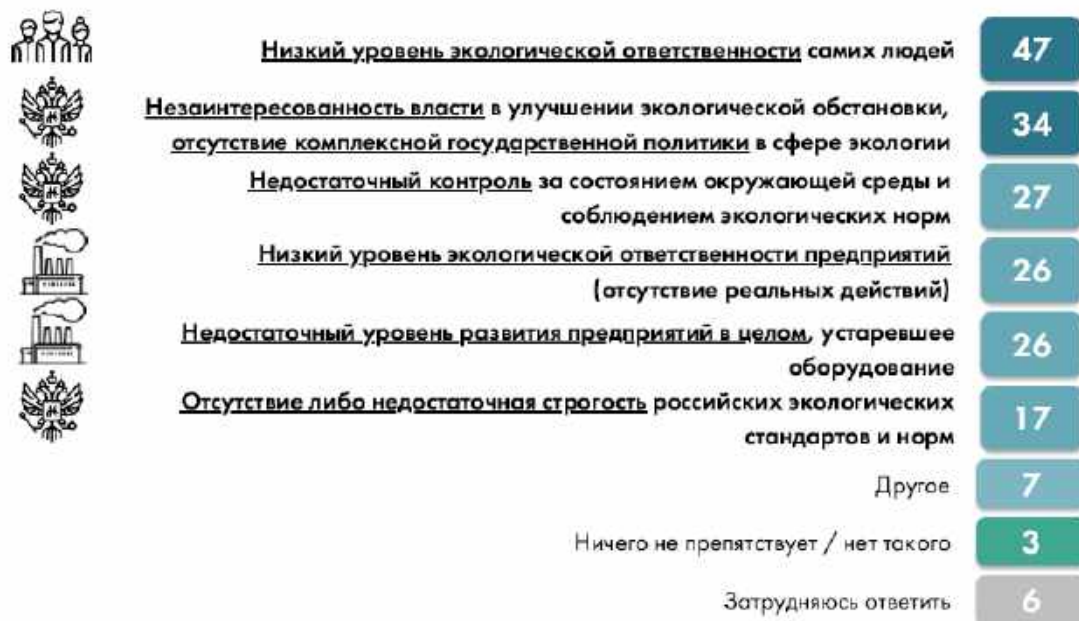 Низкий уровень экологической ответственности самих людей 47
Незаинтересованность власти в улучшении экологической обстановки,
отсутствие комплексной государственной политики в сфере экологии 34
Недостаточный контроль за состоянием окружающей среды и
соблюдением экологических норм 27
Низкий уровень экологической ответственности предприятий
(отсутствие реальных действий) 26
Недостаточный уровень развития предприятий в целом, устаревшее
оборудование 26
Отсутствие либо недостаточная строгость российских экологических
стандартов и норм 17
Другое 7
Ничего не препятствует / нет такого 3
Затрудняюсь ответить 6